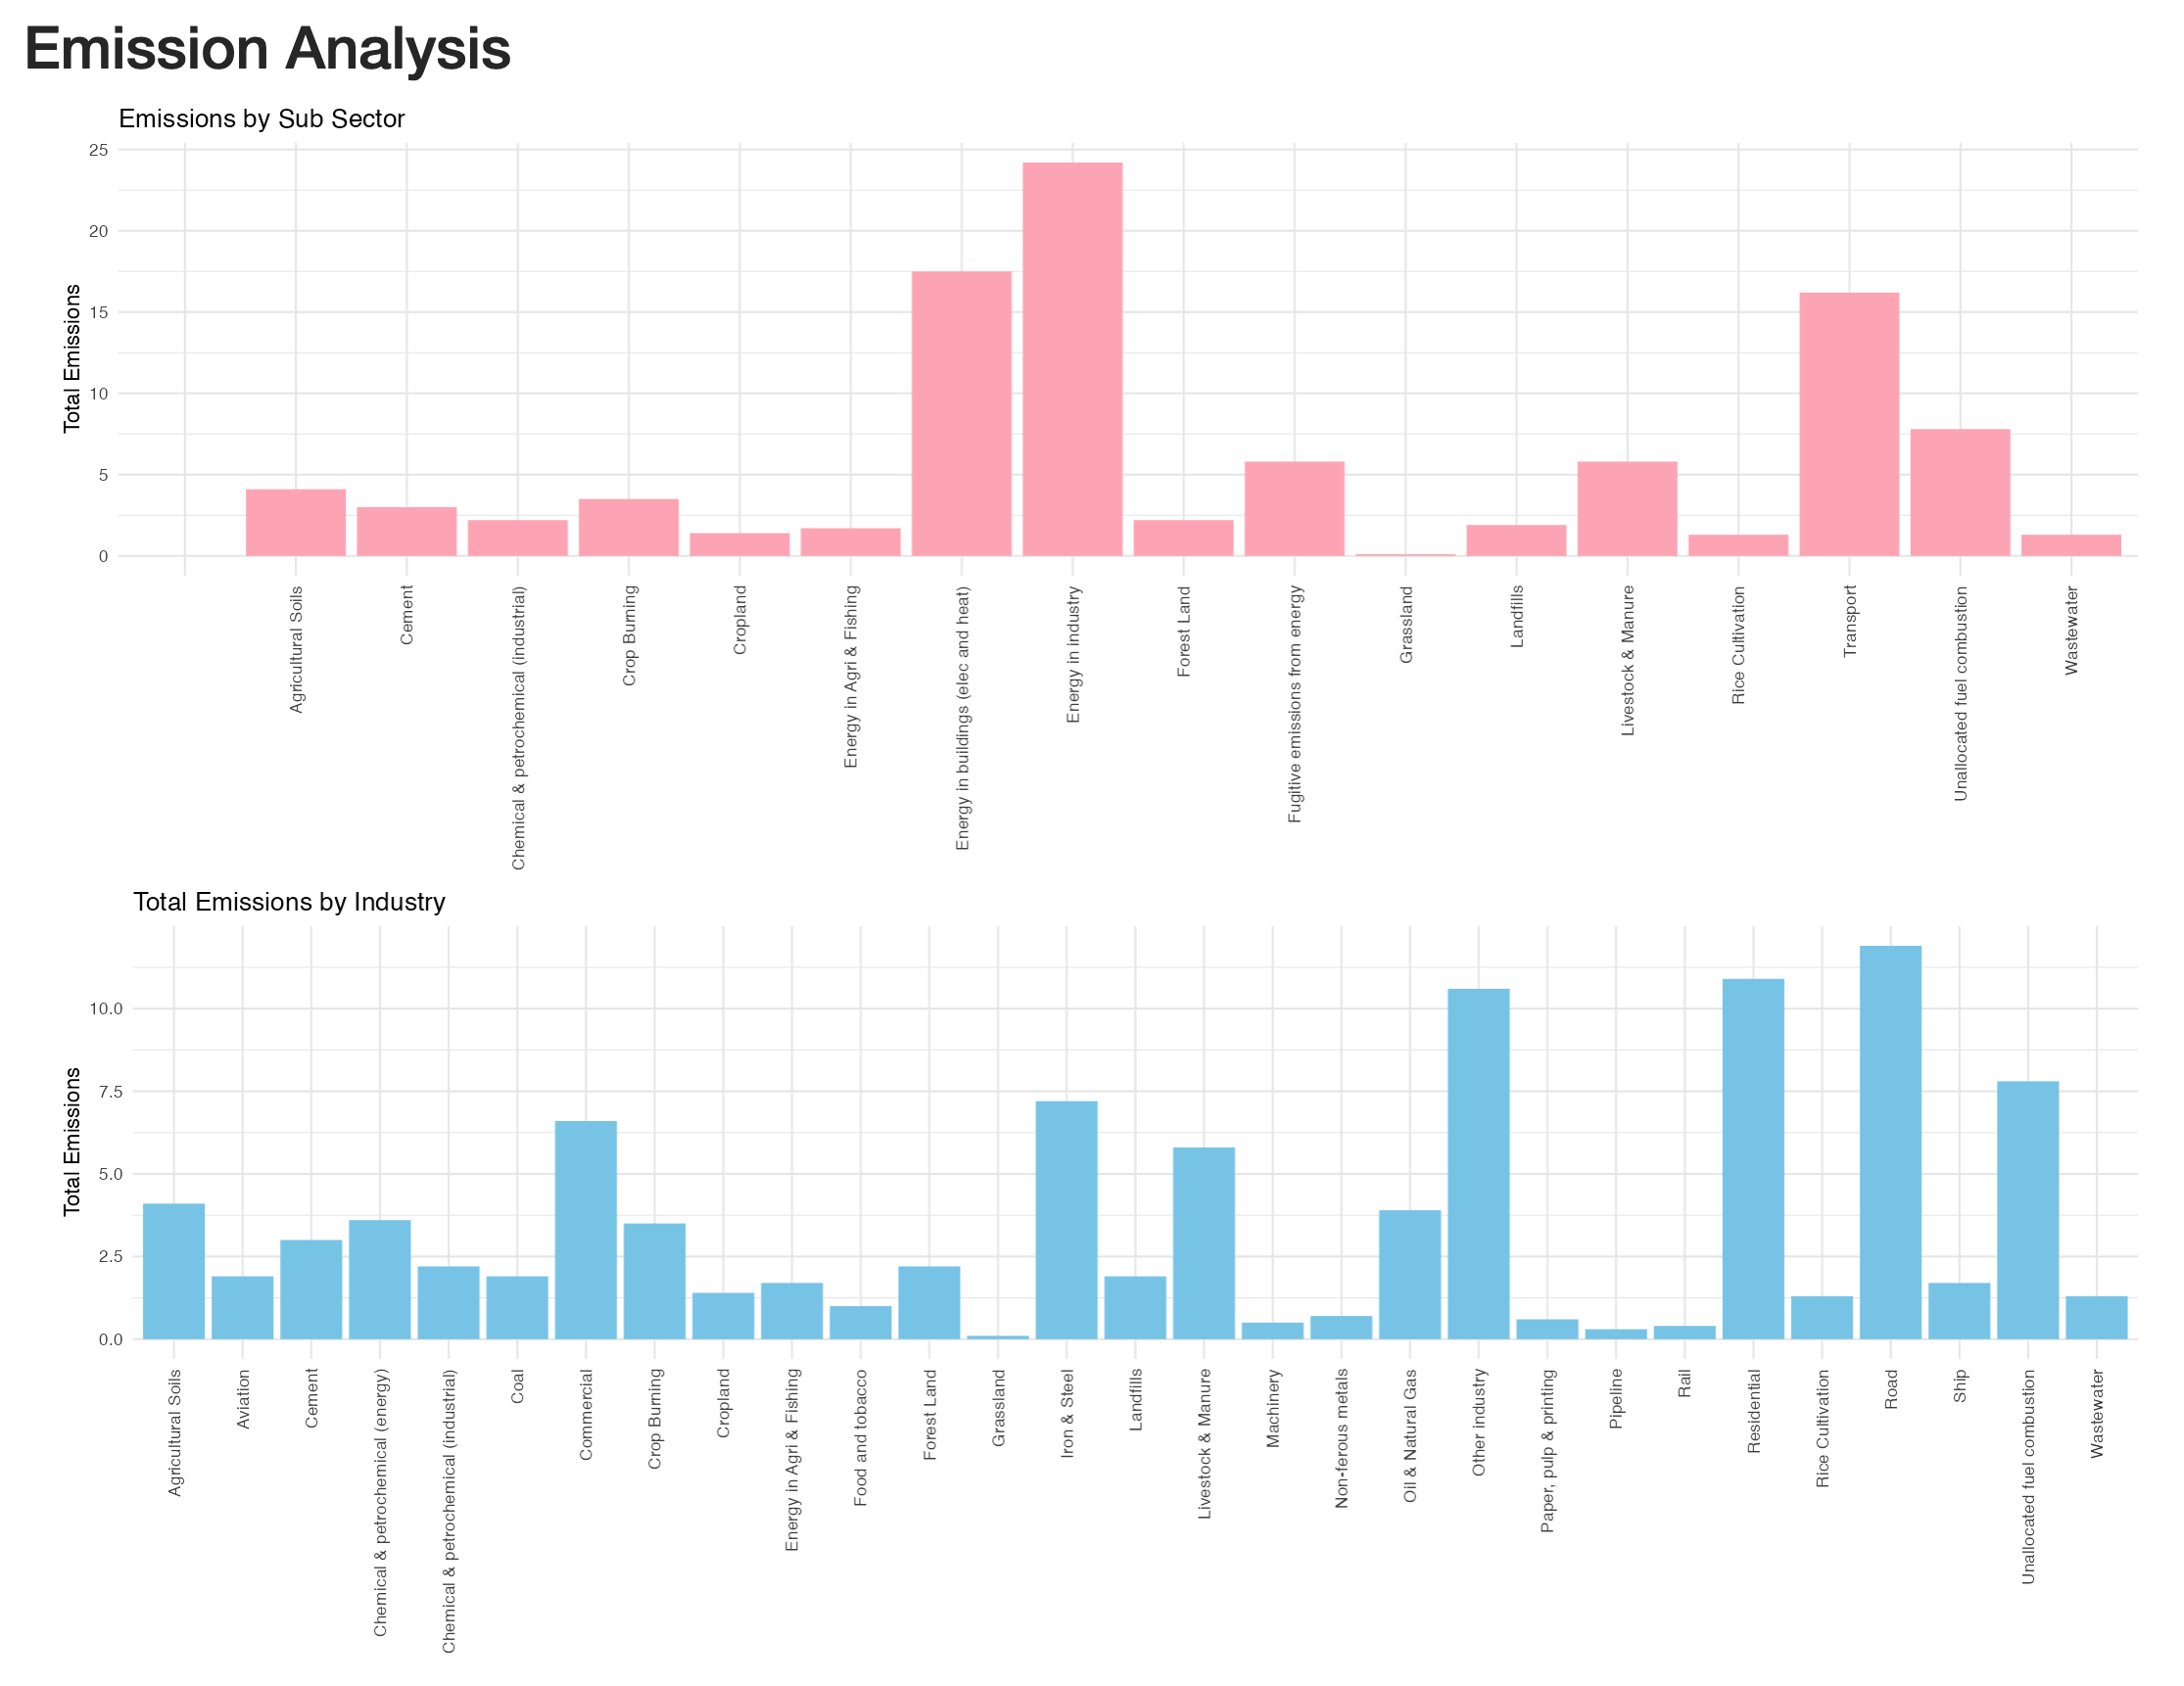 Emission Analysis
Emissions by Sub Sector
Total Emissions
25
20
15
10
5
0
Agricultural Soils
Cement
Chemical & petrochemical (industrial)
Crop Burning
Cropland
Energy in Agri & Fishing
Energy in buildings (elec and heat)
Energy in industry
Forest Land
Fugitive emissions from energy
Grassland
Landfills
Livestock & Manure
Rice Cultivation
Transport
Unallocated fuel combustion
Wastewater
Total Emissions by Industry
Total Emissions
10.0
7.5
5.0
2.5
0.0
Agricultural Soils
Aviation
Cement
Chemical & petrochemical (energy)
Chemical & petrochemical (industrial)
Coal
Commercial
Crop Burning
Cropland
Energy in Agri & Fishing
Food and tobacco
Forest Land
Grassland
Iron & Steel
Landfills
Livestock & Manure
Machinery
Non-ferous metals
Oil & Natural Gas
Other industry
Paper, pulp & printing
Pipeline
Rail
Residential
Rice Cultivation
Road
Ship
Unallocated fuel combustion
Wastewater